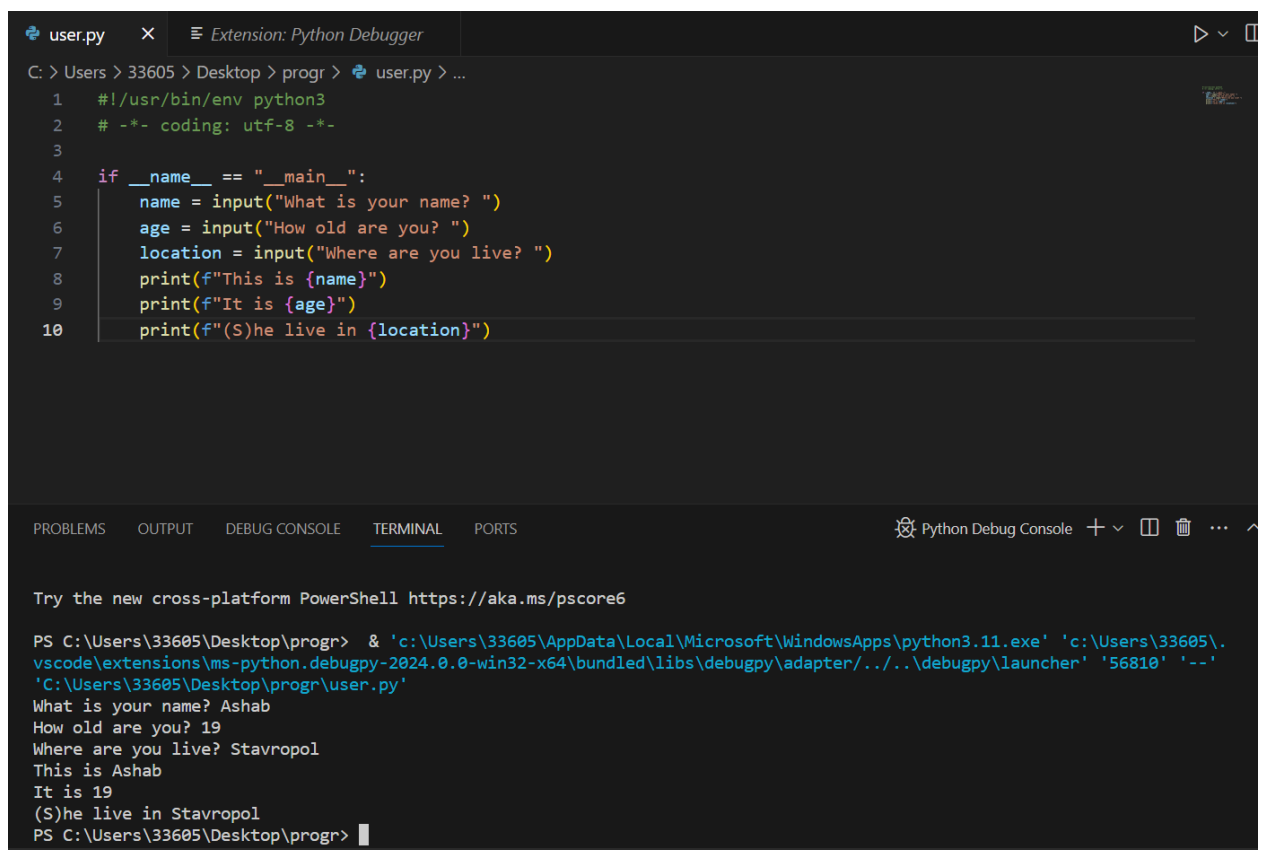 user.py × Extension: Python Debugger
C: > Users > 33605 > Desktop > progr > user.py > ...
1 #!/usr/bin/env python3
2 # -*- coding: utf-8 -*-
3
4 if __name__ == "__main__":
5 name = input("What is your name? ")
6 age = input("How old are you? ")
7 location = input("Where are you live? ")
8 print(f"This is {name}")
9 print(f"It is {age}")
10 print(f"(S)he live in {location}")
PROBLEMS OUTPUT DEBUG CONSOLE TERMINAL PORTS Python Debug Console
Try the new cross-platform PowerShell https://aka.ms/pscore6
PS C:\Users\33605\Desktop\progr> & 'c:\Users\33605\AppData\Local\Microsoft\WindowsApps\python3.11.exe' 'c:\Users\33605\.
vscode\extensions\ms-python.debugpy-2024.0.0-win32-x64\bundled\libs\debugpy\adapter/../..\debugpy\launcher' '56810' '--'
'C:\Users\33605\Desktop\progr\user.py'
What is your name? Ashab
How old are you? 19
Where are you live? Stavropol
This is Ashab
It is 19
(S)he live in Stavropol
PS C:\Users\33605\Desktop\progr>